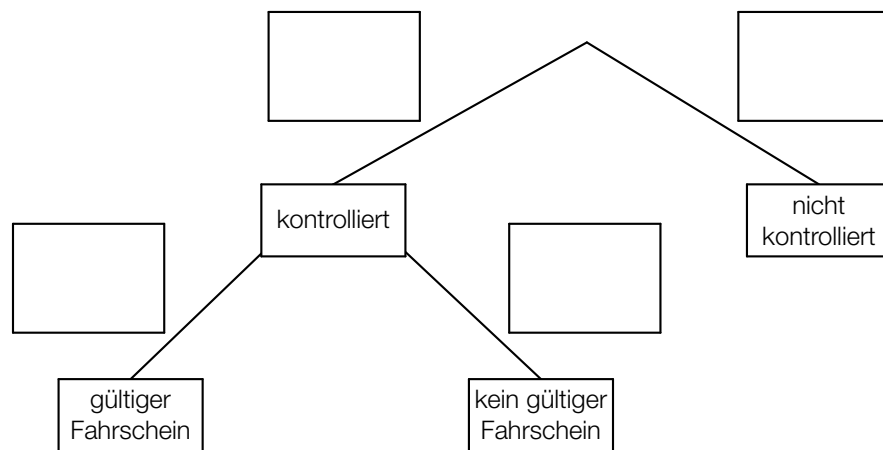 kontrolliert
nicht
kontrolliert
gültiger
Fahrschein
kein gültiger
Fahrschein